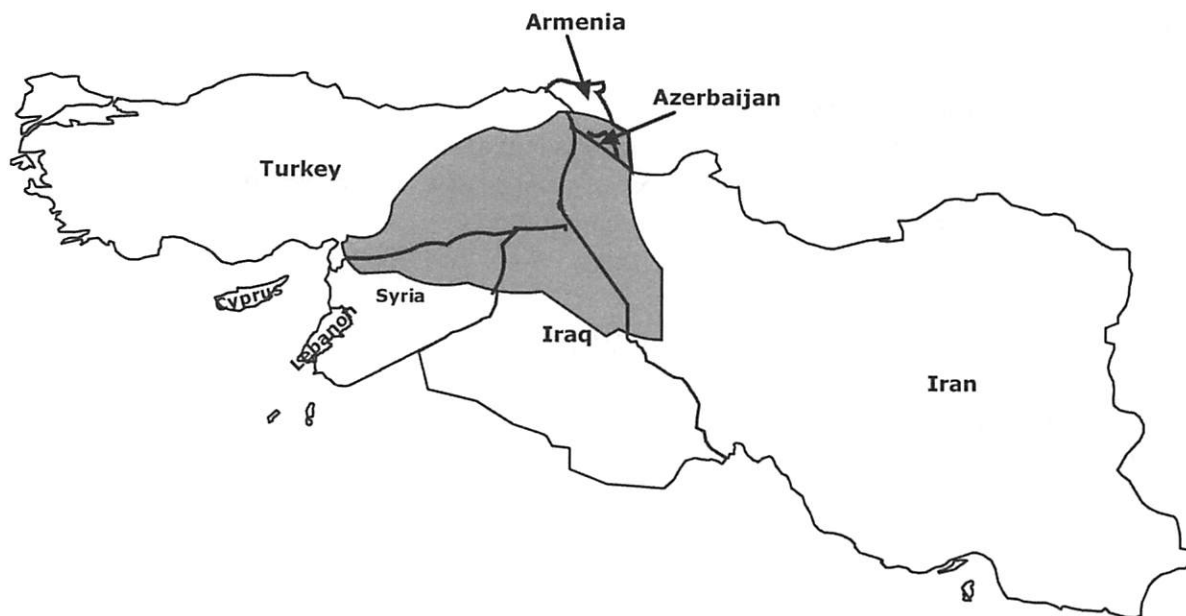 Armenia
Azerbaijan
Turkey
Cyprus
Syria
Lebanon
Iraq
Iran